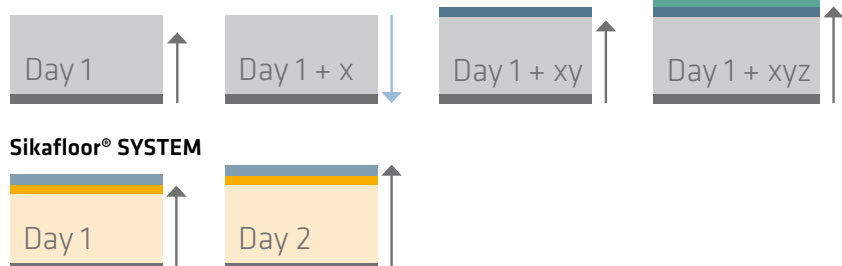 Day 1
Day 1 + x
Day 1 + xy
Day 1 + xyz
Sikafloor® SYSTEM
Day 1
Day 2